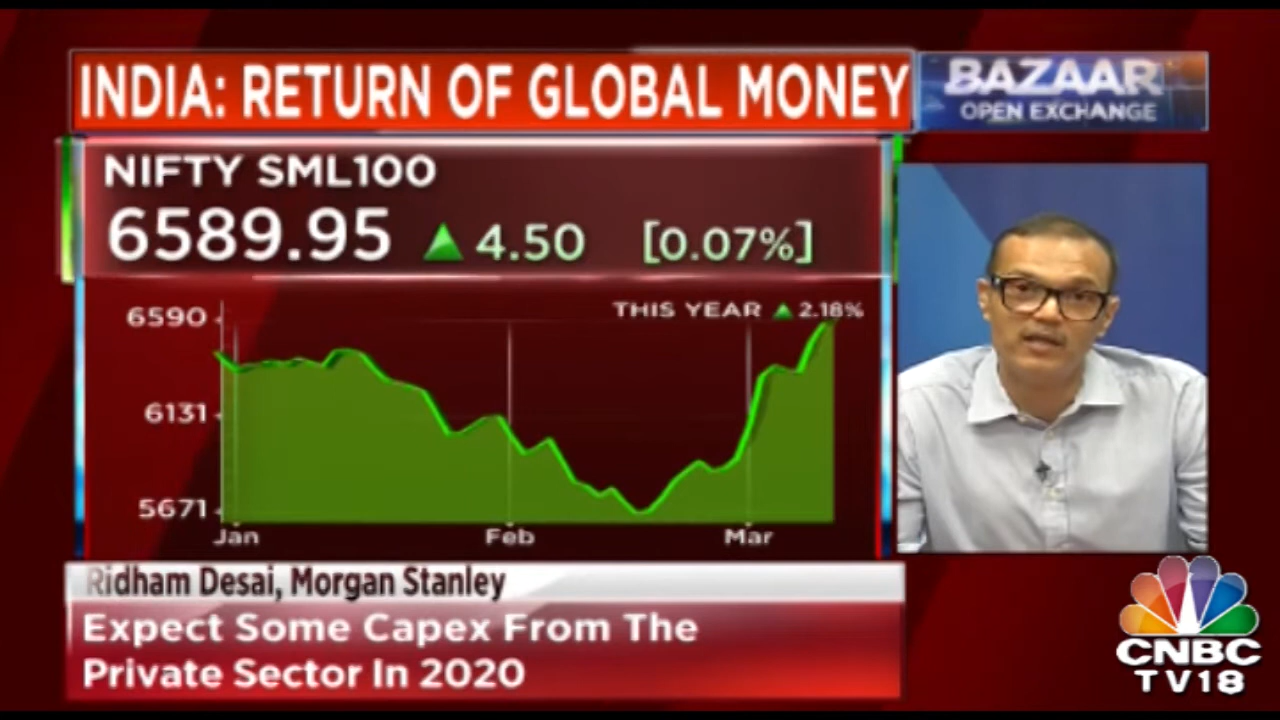 INDIA: RETURN OF GLOBAL MONEY
BAZAAR
OPEN EXCHANGE
NIFTY SML100
6589.95 ▲ 4.50 [0.07%]
THIS YEAR ▲ 2.18%
6590
6131
5671
Jan Feb Mar
Ridham Desai, Morgan Stanley
Expect Some Capex From The
Private Sector In 2020
CNBC
TV18